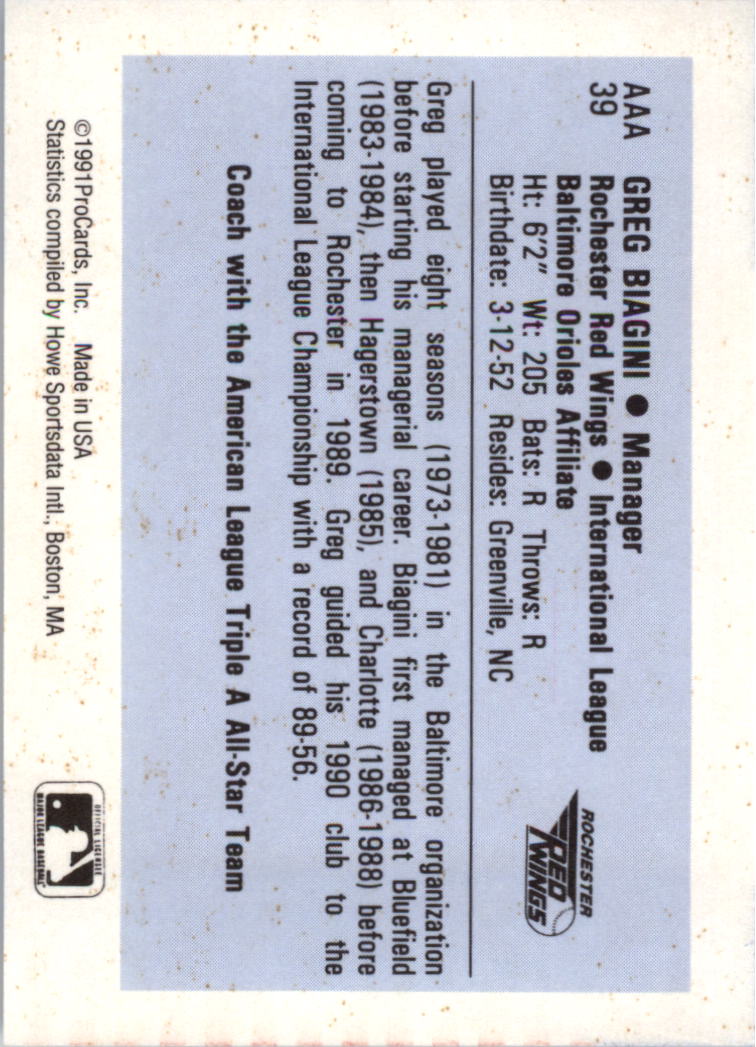 AAA GREG BIAGINI ● Manager
39 Rochester Red Wings ● International League
Baltimore Orioles Affiliate
Ht: 6'2" Wt: 205 Bats: R Throws: R
Birthdate: 3-12-52 Resides: Greenville, NC
ROCHESTER
RED
WINGS
Greg played eight seasons (1973-1981) in the Baltimore organization
before starting his managerial career. Biagini first managed at Bluefield
(1983-1984), then Hagerstown (1985), and Charlotte (1986-1988) before
coming to Rochester in 1989. Greg guided his 1990 club to the
International League Championship with a record of 89-56.
Coach with the American League Triple A All-Star Team
©1991ProCards, Inc. Made in USA
Statistics compiled by Howe Sportsdata Intl., Boston, MA
OFFICIAL LICENSEE
MAJOR LEAGUE BASEBALL